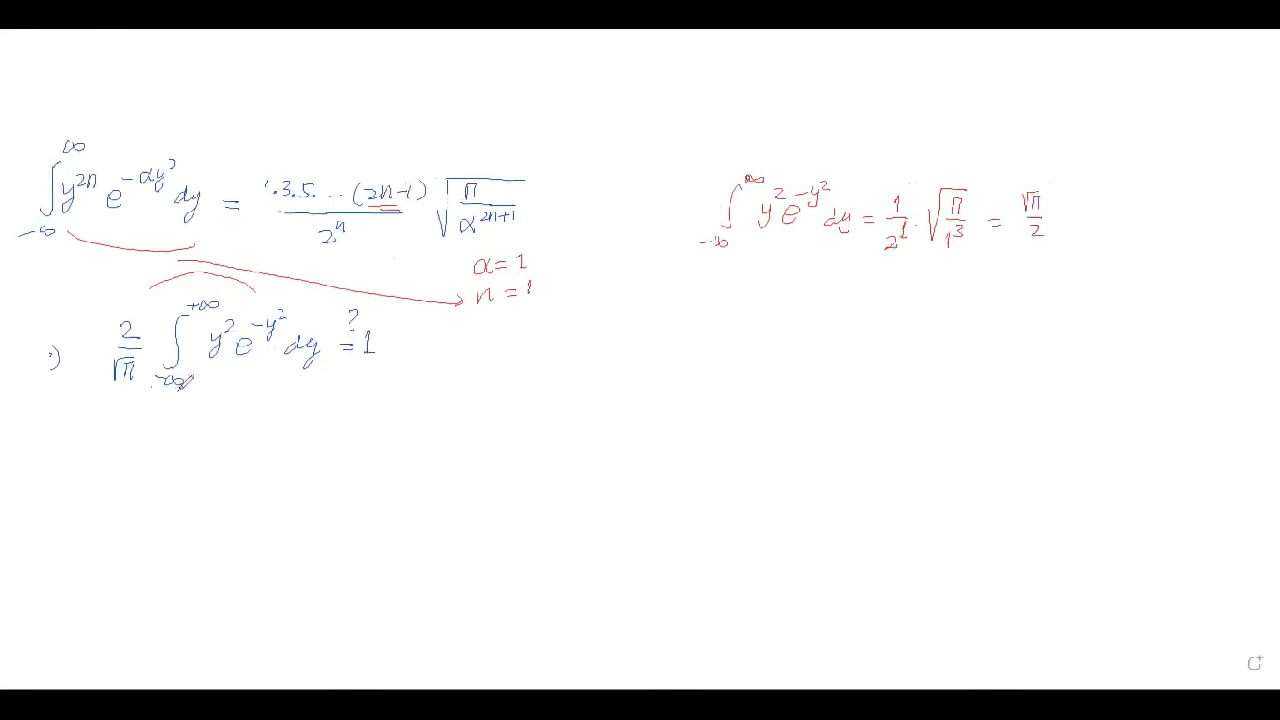 ∫_{-∞}^{∞} y^{2n} e^{-αy²} dy = 1.3.5. ... (2n-1) / 2^n √(π / α^{2n+1})
∫_{-∞}^{∞} y² e^{-y²} dy = 1/2¹ . √(π / 1³) = √π / 2
α = 1
n = 1
.) 2/√π ∫_{-∞}^{+∞} y² e^{-y²} dy ?= 1